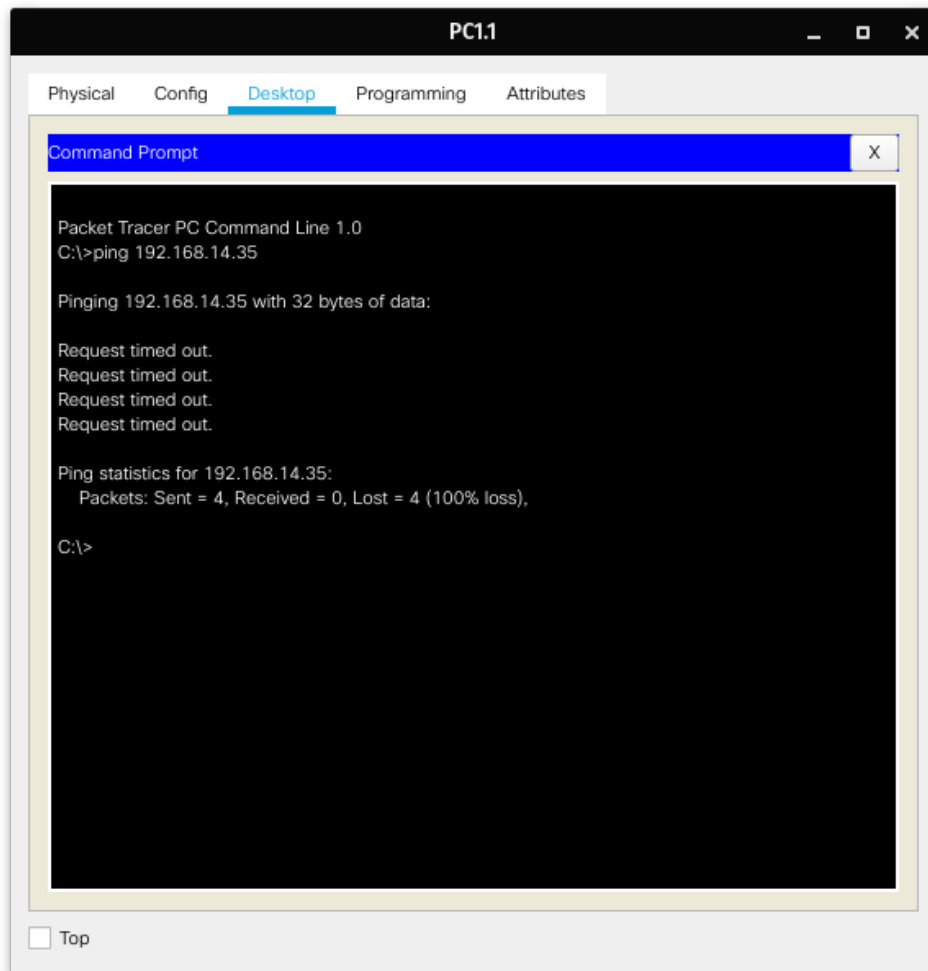 PC1.1
Physical Config Desktop Programming Attributes
Command Prompt X
Packet Tracer PC Command Line 1.0
C:\>ping 192.168.14.35
Pinging 192.168.14.35 with 32 bytes of data:
Request timed out.
Request timed out.
Request timed out.
Request timed out.
Ping statistics for 192.168.14.35:
Packets: Sent = 4, Received = 0, Lost = 4 (100% loss),
C:\>
Top